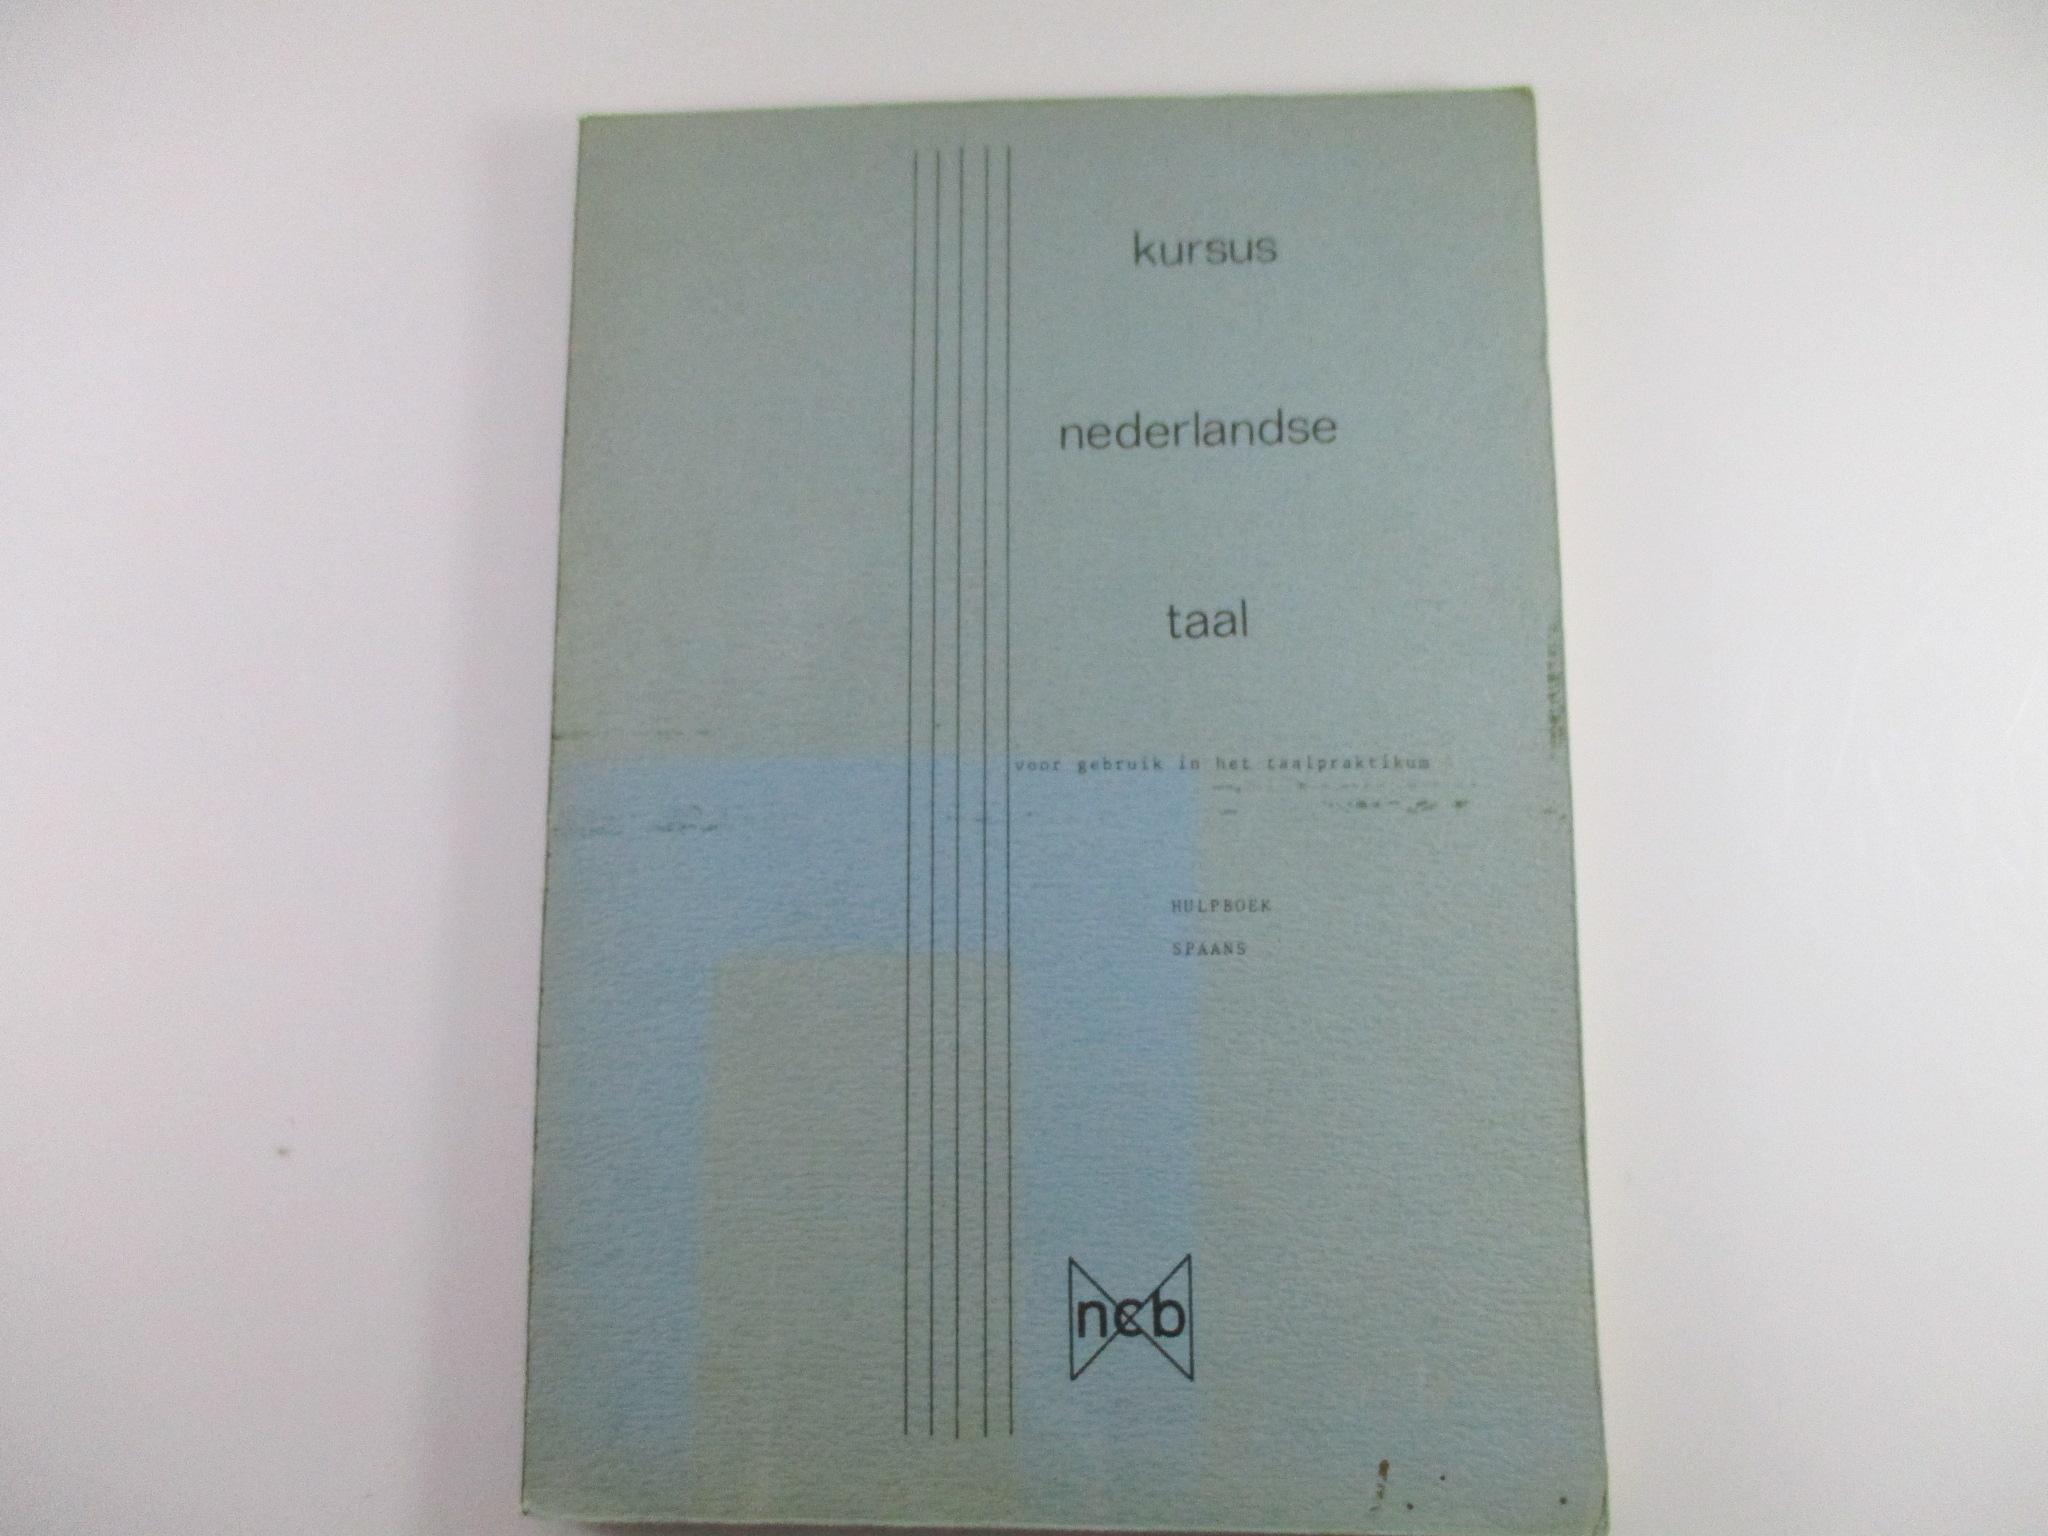 kursus
nederlandse
taal
voor gebruik in het taalpraktikum
HULPBOEK
SPAANS
ncb